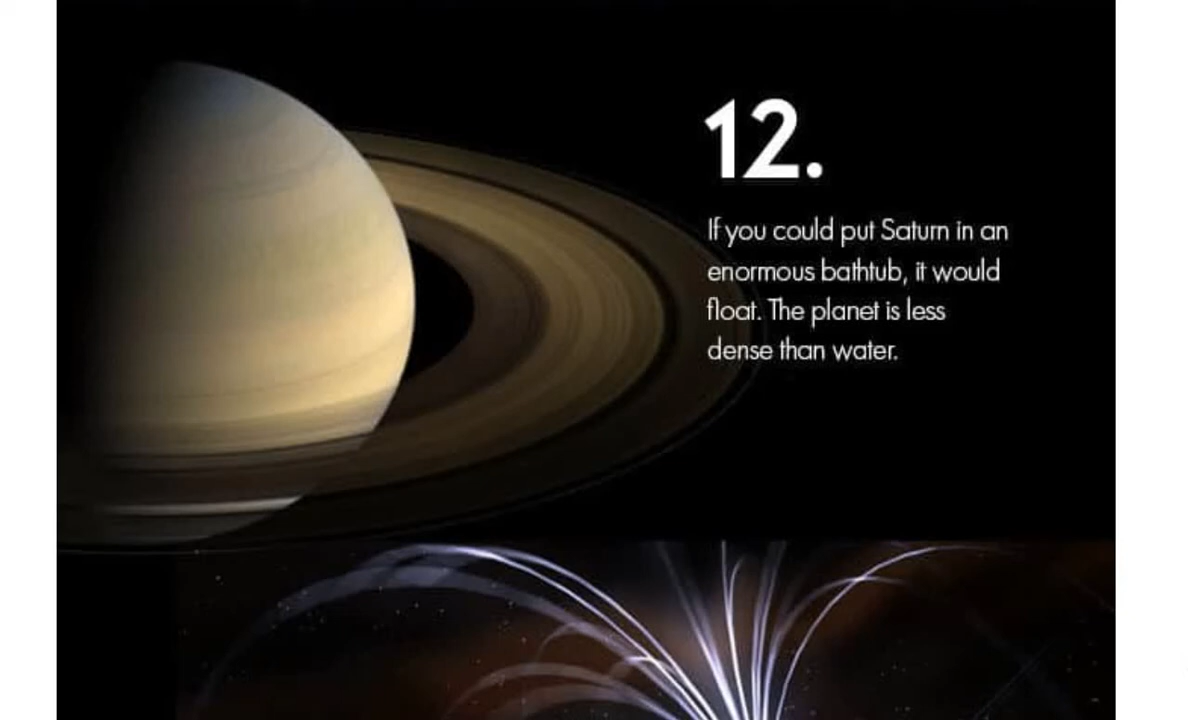 12.
If you could put Saturn in an
enormous bathtub, it would
float. The planet is less
dense than water.